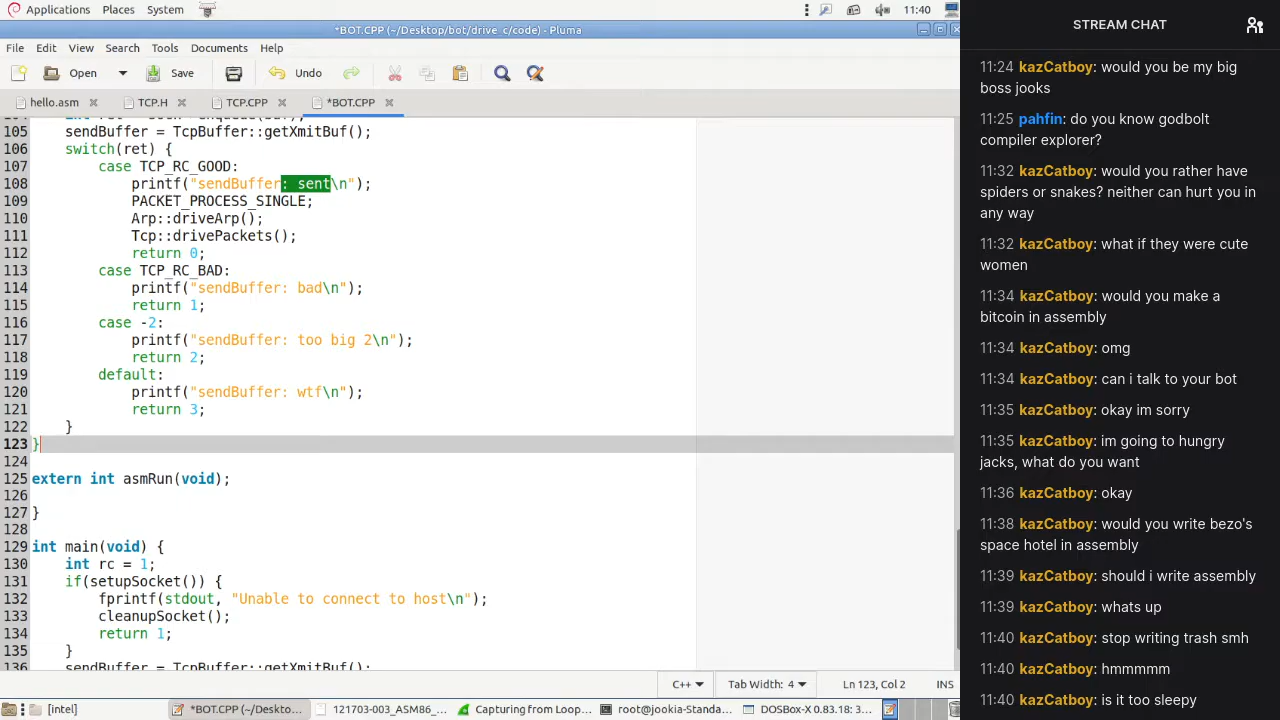 Applications Places System 11:40
*BOT.CPP (~/Desktop/bot/drive_c/code) - Pluma
File Edit View Search Tools Documents Help
Open Save Undo
hello.asm TCP.H TCP.CPP *BOT.CPP
105 sendBuffer = TcpBuffer::getXmitBuf();
106 switch(ret) {
107 case TCP_RC_GOOD:
108 printf("sendBuffer: sent\n");
109 PACKET_PROCESS_SINGLE;
110 Arp::driveArp();
111 Tcp::drivePackets();
112 return 0;
113 case TCP_RC_BAD:
114 printf("sendBuffer: bad\n");
115 return 1;
116 case -2:
117 printf("sendBuffer: too big 2\n");
118 return 2;
119 default:
120 printf("sendBuffer: wtf\n");
121 return 3;
122 }
123 }
124
125 extern int asmRun(void);
126
127 }
128
129 int main(void) {
130 int rc = 1;
131 if(setupSocket()) {
132 fprintf(stdout, "Unable to connect to host\n");
133 cleanupSocket();
134 return 1;
135 }
136 sendBuffer = TcpBuffer::getXmitBuf();
C++ Tab Width: 4 Ln 123, Col 2 INS
[intel] *BOT.CPP (~/Deskto... 121703-003_ASM86_... Capturing from Loop... root@jookia-Standa... DOSBox-X 0.83.18: 3...
STREAM CHAT
11:24 kazCatboy: would you be my big
boss jooks
11:25 pahfin: do you know godbolt
compiler explorer?
11:32 kazCatboy: would you rather have
spiders or snakes? neither can hurt you in
any way
11:32 kazCatboy: what if they were cute
women
11:34 kazCatboy: would you make a
bitcoin in assembly
11:34 kazCatboy: omg
11:34 kazCatboy: can i talk to your bot
11:35 kazCatboy: okay im sorry
11:35 kazCatboy: im going to hungry
jacks, what do you want
11:36 kazCatboy: okay
11:38 kazCatboy: would you write bezo's
space hotel in assembly
11:39 kazCatboy: should i write assembly
11:39 kazCatboy: whats up
11:40 kazCatboy: stop writing trash smh
11:40 kazCatboy: hmmmmm
11:40 kazCatboy: is it too sleepy